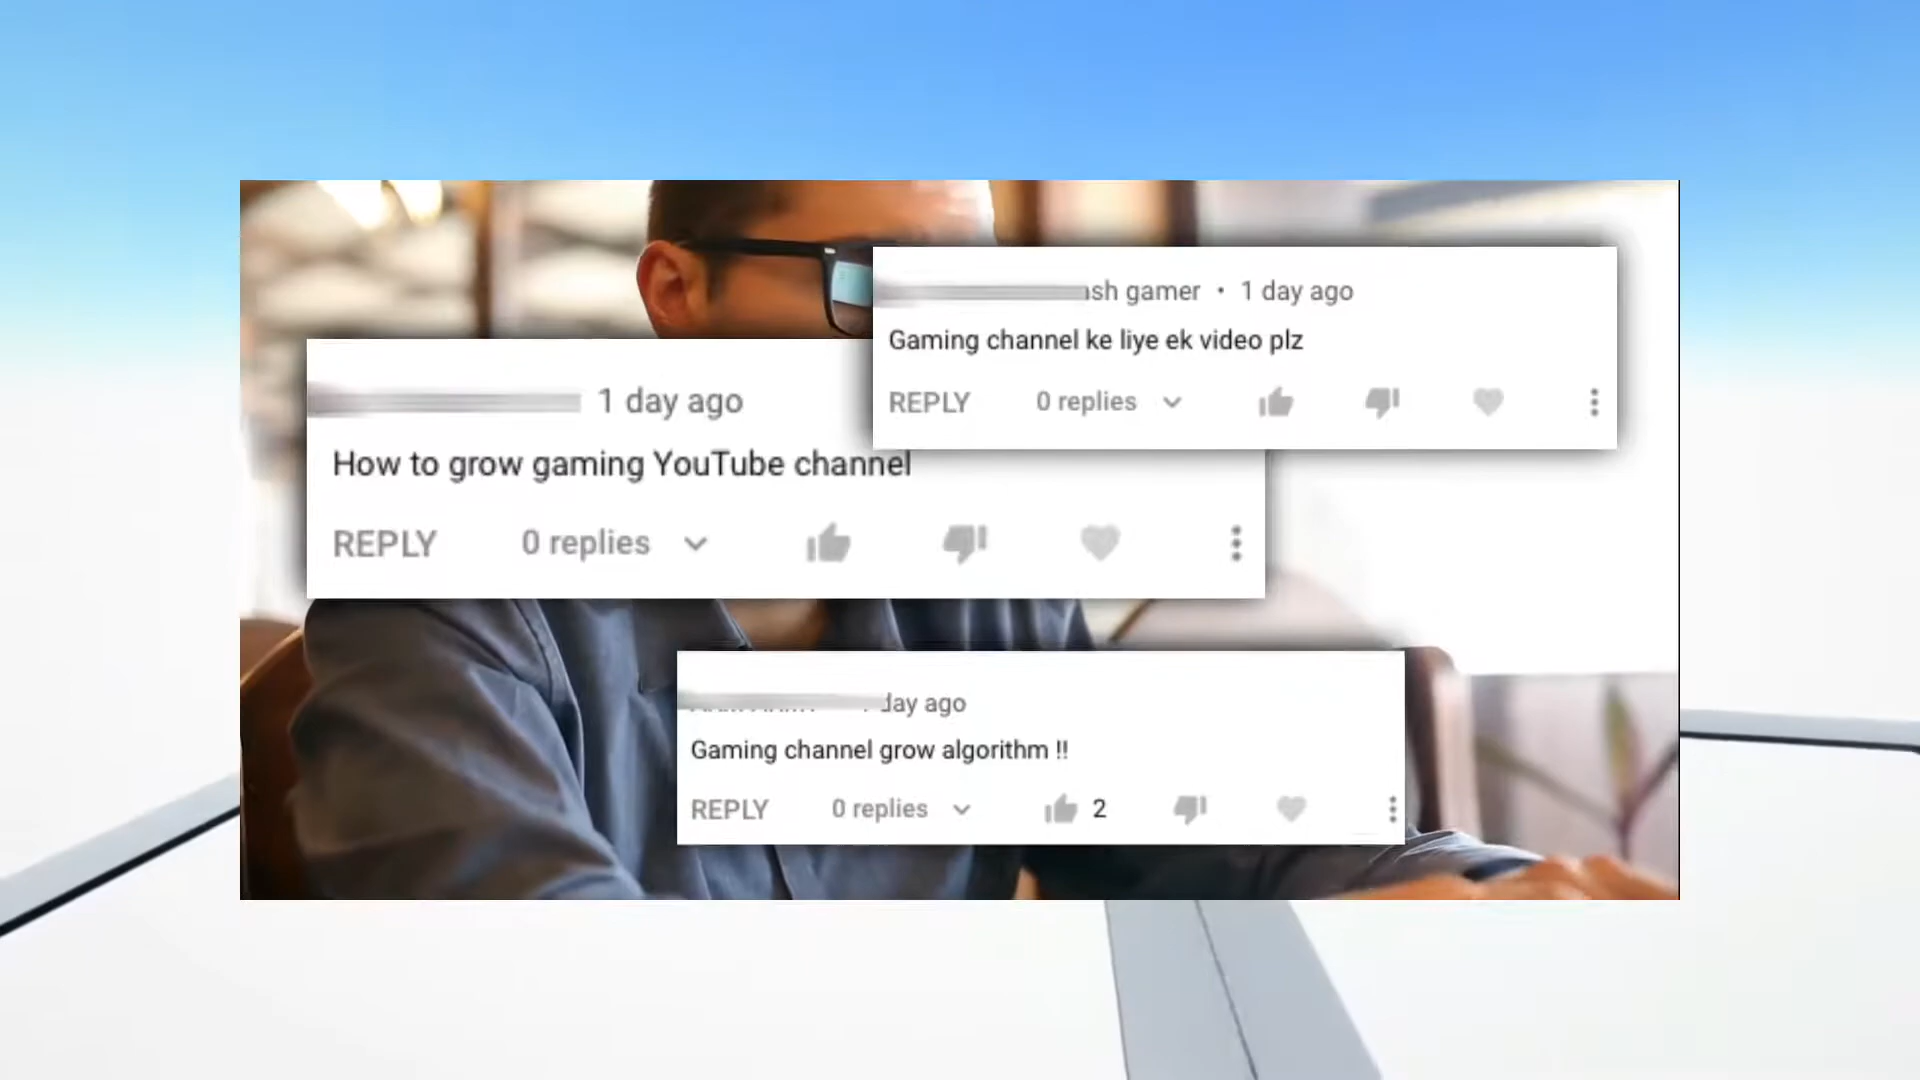 gamer • 1 day ago
Gaming channel ke liye ek video plz
REPLY 0 replies
1 day ago
How to grow gaming YouTube channel
REPLY 0 replies
day ago
Gaming channel grow algorithm !!
REPLY 0 replies 2